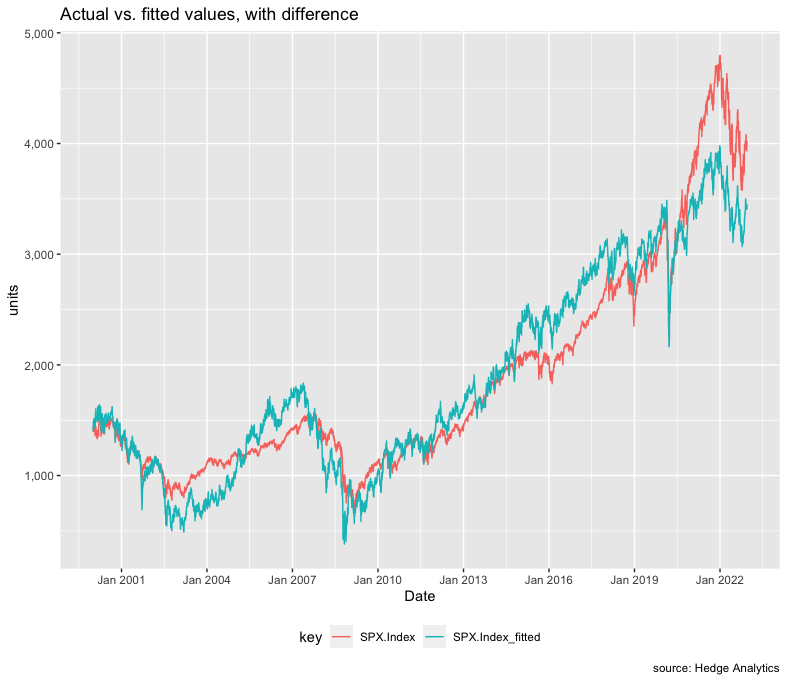 Actual vs. fitted values, with difference
5,000
4,000
3,000
2,000
1,000
units
Jan 2001 Jan 2004 Jan 2007 Jan 2010 Jan 2013 Jan 2016 Jan 2019 Jan 2022
Date
key SPX.Index SPX.Index_fitted
source: Hedge Analytics